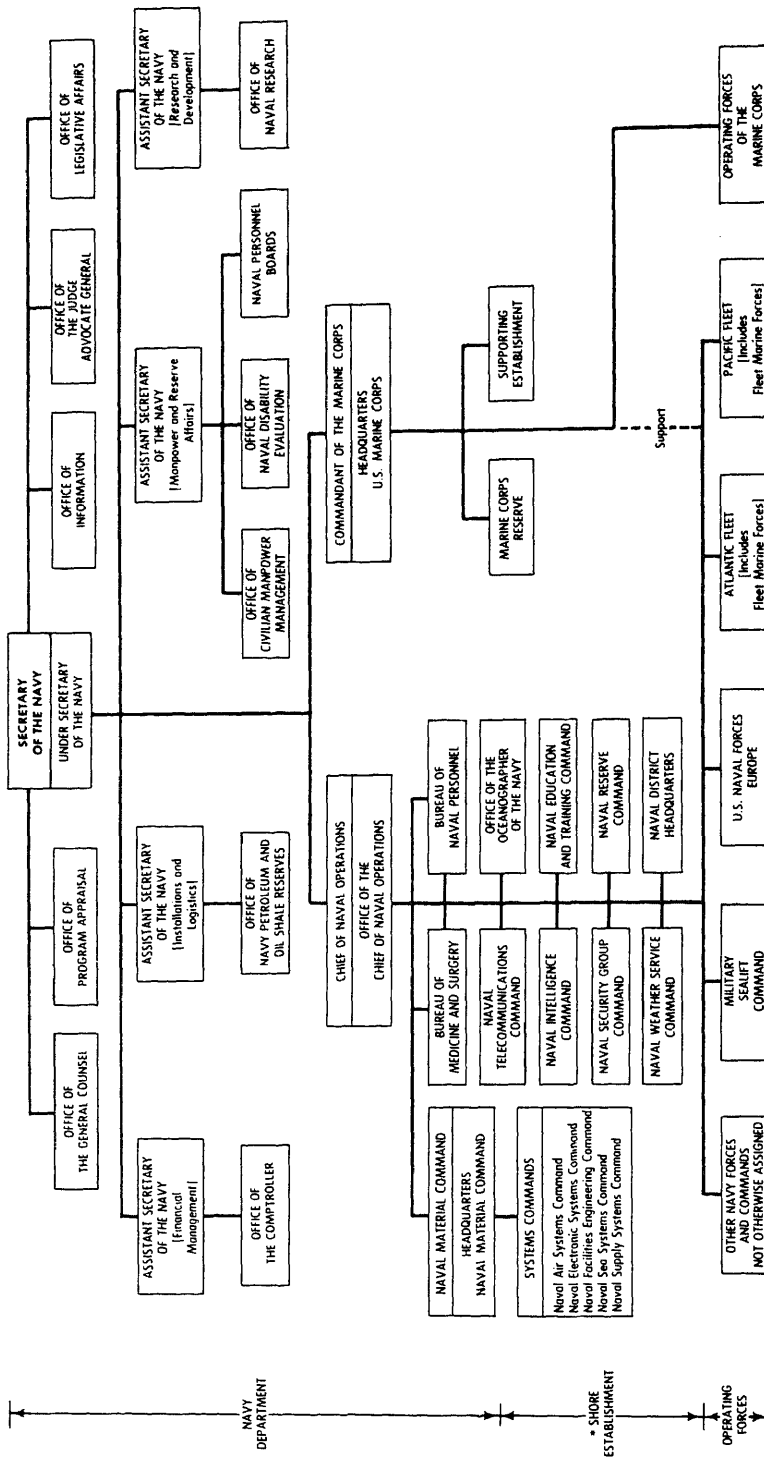 SECRETARY
OF THE NAVY
UNDER SECRETARY
OF THE NAVY
OFFICE OF
THE GENERAL COUNSEL
OFFICE OF
PROGRAM APPRAISAL
OFFICE OF
INFORMATION
OFFICE OF
THE JUDGE
ADVOCATE GENERAL
OFFICE OF
LEGISLATIVE AFFAIRS
ASSISTANT SECRETARY
OF THE NAVY
[Financial
Management]
ASSISTANT SECRETARY
OF THE NAVY
[Installations and
Logistics]
ASSISTANT SECRETARY
OF THE NAVY
[Manpower and Reserve
Affairs]
ASSISTANT SECRETARY
OF THE NAVY
[Research and
Development]
OFFICE OF
THE COMPTROLLER
OFFICE OF
NAVY PETROLEUM AND
OIL SHALE RESERVES
OFFICE OF
CIVILIAN MANPOWER
MANAGEMENT
OFFICE OF
NAVAL DISABILITY
EVALUATION
NAVAL PERSONNEL
BOARDS
OFFICE OF
NAVAL RESEARCH
NAVY
DEPARTMENT
CHIEF OF NAVAL OPERATIONS
OFFICE OF THE
CHIEF OF NAVAL OPERATIONS
COMMANDANT OF THE MARINE CORPS
HEADQUARTERS
U.S. MARINE CORPS
NAVAL MATERIAL COMMAND
HEADQUARTERS
NAVAL MATERIAL COMMAND
BUREAU OF
MEDICINE AND SURGERY
BUREAU OF
NAVAL PERSONNEL
MARINE CORPS
RESERVE
SUPPORTING
ESTABLISHMENT
* SHORE
ESTABLISHMENT
SYSTEMS COMMANDS
Naval Air Systems Command
Naval Electronic Systems Command
Naval Facilities Engineering Command
Naval Sea Systems Command
Naval Supply Systems Command
NAVAL
TELECOMMUNICATIONS
COMMAND
OFFICE OF THE
OCEANOGRAPHER
OF THE NAVY
NAVAL INTELLIGENCE
COMMAND
NAVAL EDUCATION
AND TRAINING COMMAND
NAVAL SECURITY GROUP
COMMAND
NAVAL RESERVE
COMMAND
NAVAL WEATHER SERVICE
COMMAND
NAVAL DISTRICT
HEADQUARTERS
Support
OPERATING
FORCES
OTHER NAVY FORCES
AND COMMANDS
NOT OTHERWISE ASSIGNED
MILITARY
SEALIFT
COMMAND
U.S. NAVAL FORCES
EUROPE
ATLANTIC FLEET
[Includes
Fleet Marine Forces]
PACIFIC FLEET
[Includes
Fleet Marine Forces]
OPERATING FORCES
OF THE
MARINE CORPS